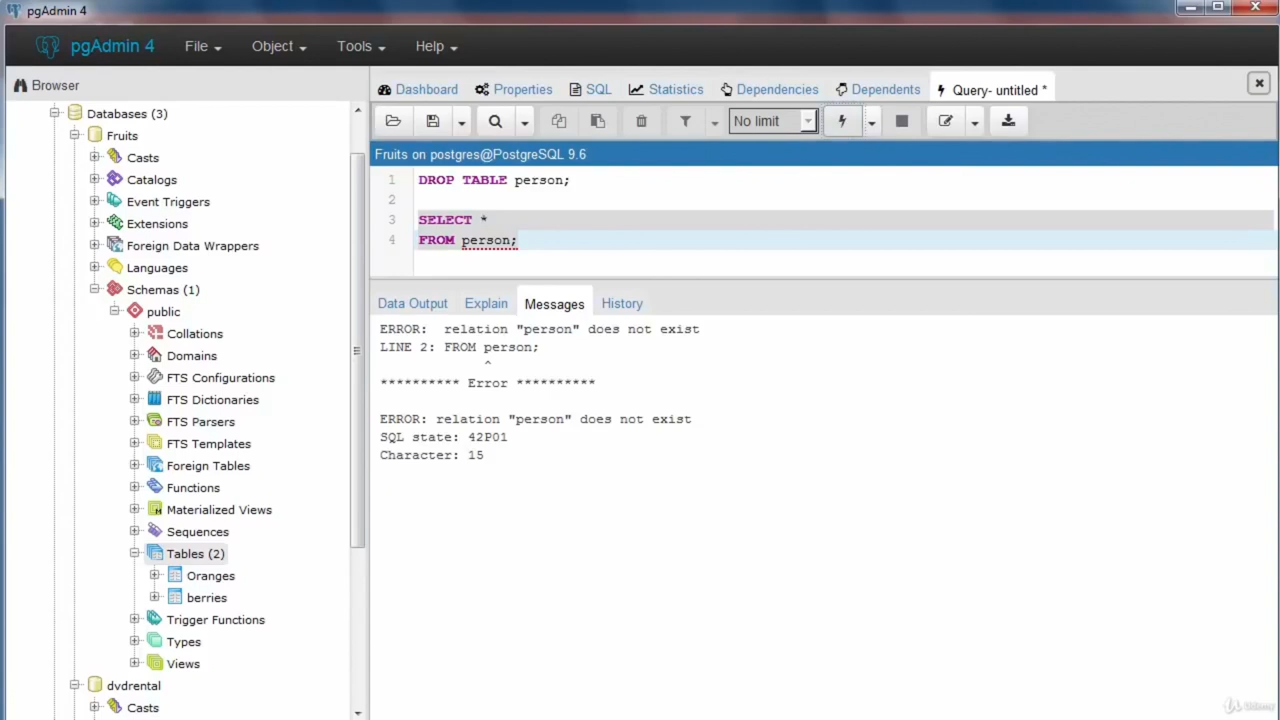 pgAdmin 4
pgAdmin 4 File Object Tools Help
Browser
Dashboard Properties SQL Statistics Dependencies Dependents Query- untitled *
No limit
Fruits on postgres@PostgreSQL 9.6
1 DROP TABLE person;
2
3 SELECT *
4 FROM person;
Data Output Explain Messages History
ERROR:  relation "person" does not exist
LINE 2: FROM person;
^
********** Error **********
ERROR: relation "person" does not exist
SQL state: 42P01
Character: 15
Databases (3)
Fruits
Casts
Catalogs
Event Triggers
Extensions
Foreign Data Wrappers
Languages
Schemas (1)
public
Collations
Domains
FTS Configurations
FTS Dictionaries
FTS Parsers
FTS Templates
Foreign Tables
Functions
Materialized Views
Sequences
Tables (2)
Oranges
berries
Trigger Functions
Types
Views
dvdrental
Casts
Udemy